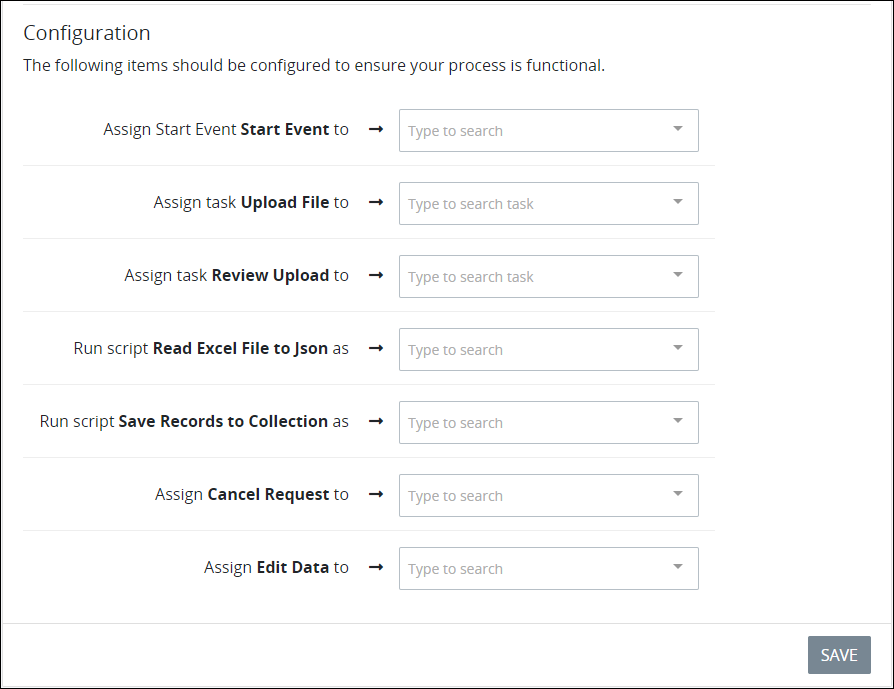 Configuration
The following items should be configured to ensure your process is functional.
Assign Start Event Start Event to → Type to search
Assign task Upload File to → Type to search task
Assign task Review Upload to → Type to search task
Run script Read Excel File to Json as → Type to search
Run script Save Records to Collection as → Type to search
Assign Cancel Request to → Type to search
Assign Edit Data to → Type to search
SAVE